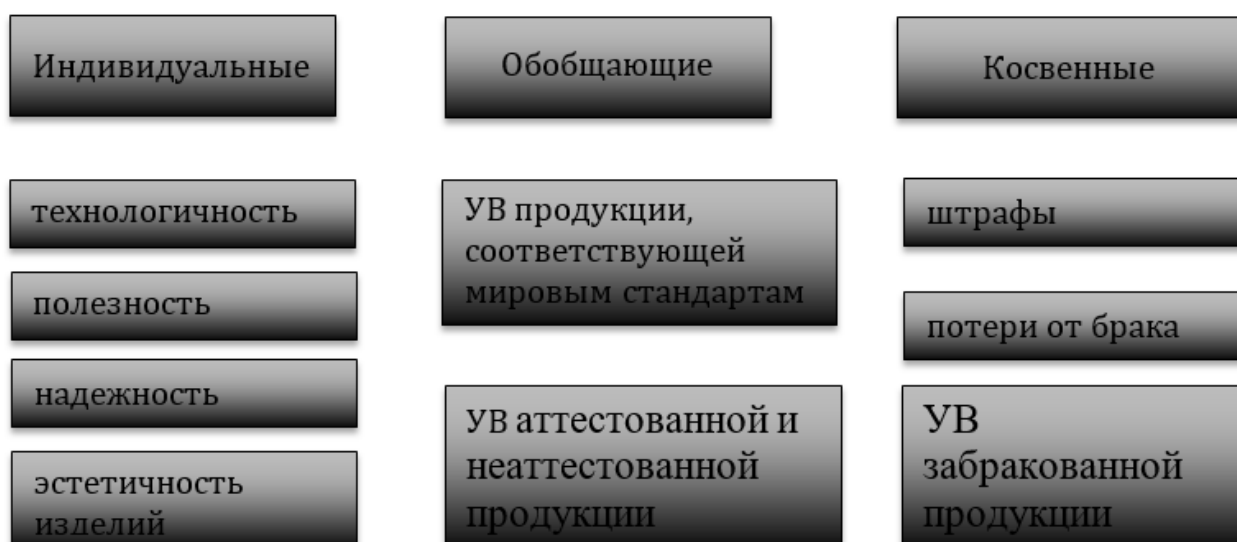 Индивидуальные
Обобщающие
Косвенные
технологичность
полезность
надежность
эстетичность
изделий
УВ продукции,
соответствующей
мировым стандартам
УВ аттестованной и
неаттестованной
продукции
штрафы
потери от брака
УВ
забракованной
продукции